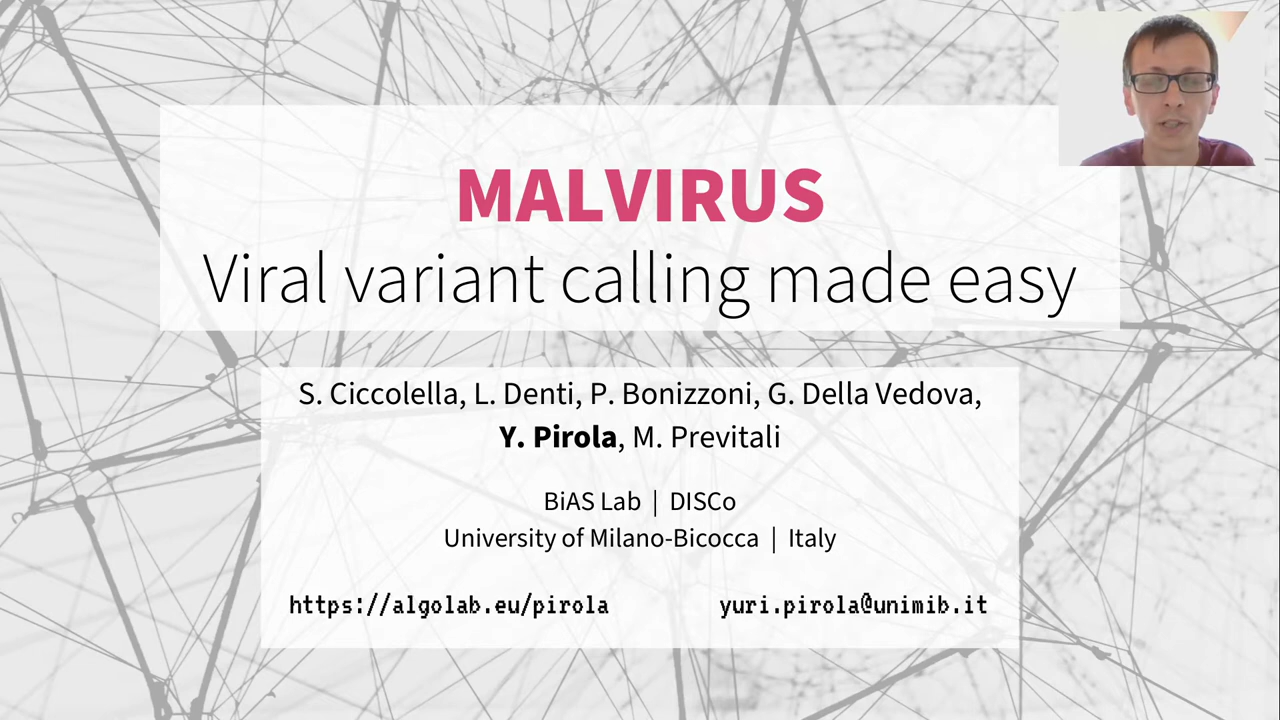 MALVIRUS
Viral variant calling made easy
S. Ciccolella, L. Denti, P. Bonizzoni, G. Della Vedova,
Y. Pirola, M. Previtali
BiAS Lab | DISCo
University of Milano-Bicocca | Italy
https://algolab.eu/pirola yuri.pirola@unimib.it